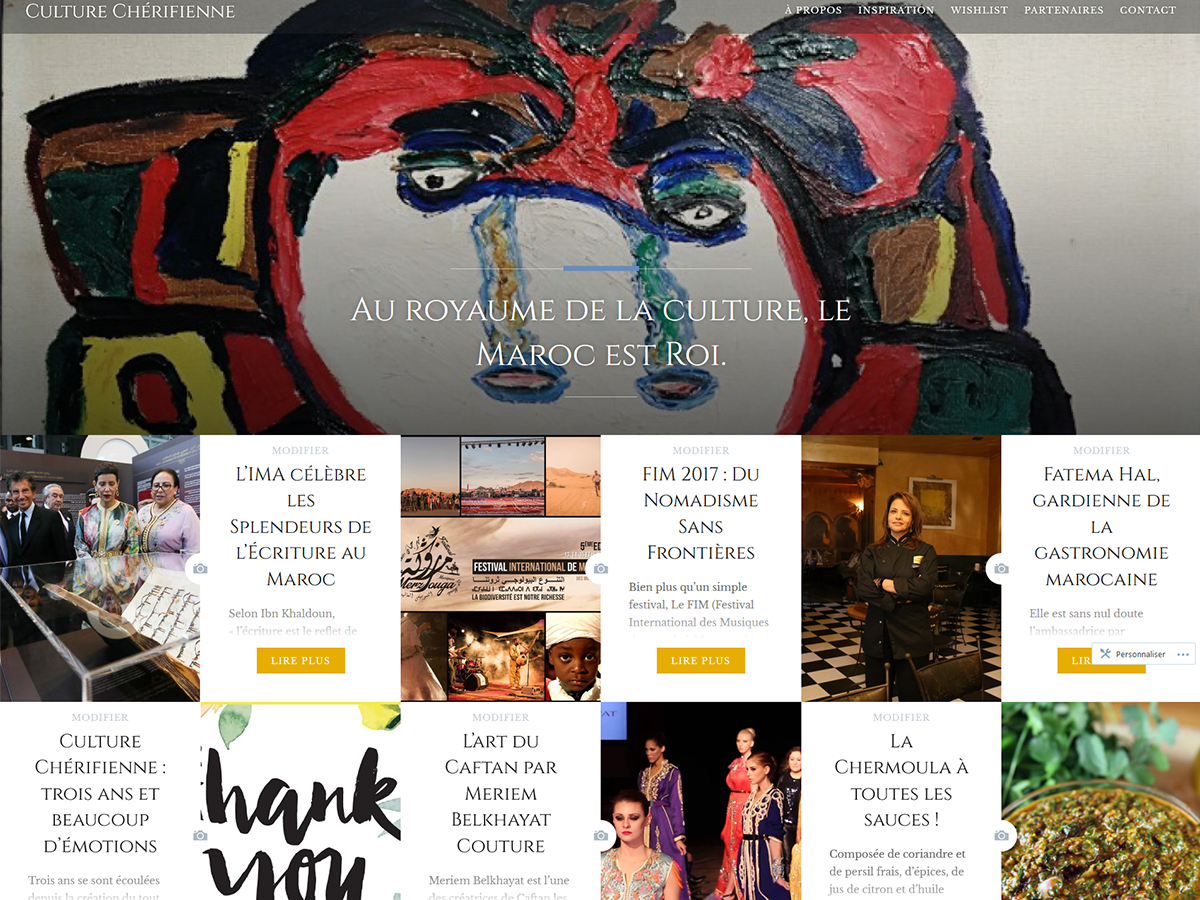 Culture Chérifienne
À PROPOS INSPIRATION WISHLIST PARTENAIRES CONTACT
Au royaume de la culture, le
Maroc est Roi.
MODIFIER
L'IMA célèbre
les
Splendeurs de
l'Écriture au
Maroc
Selon Ibn Khaldoun,
« l'écriture est le reflet de
LIRE PLUS
FESTIVAL INTERNATIONAL DE M
LA BIODIVERSITÉ EST NOTRE RICHESSE
MODIFIER
FIM 2017 : Du
Nomadisme
Sans
Frontières
Bien plus qu'un simple
festival, Le FIM (Festival
International des Musiques
LIRE PLUS
MODIFIER
Fatema Hal,
gardienne de
la
gastronomie
marocaine
Elle est sans nul doute
l'ambassadrice par
LIR
Personnaliser
MODIFIER
Culture
Chérifienne :
trois ans et
beaucoup
d'émotions
Trois ans se sont écoulées
depuis la création du tout
hank
you
MODIFIER
L'art du
Caftan par
Meriem
Belkhayat
Couture
Meriem Belkhayat est l'une
des créatrices de Caftan les
MODIFIER
La
Chermoula à
toutes les
sauces !
Composée de coriandre et
de persil frais, d'épices, de
jus de citron et d'huile